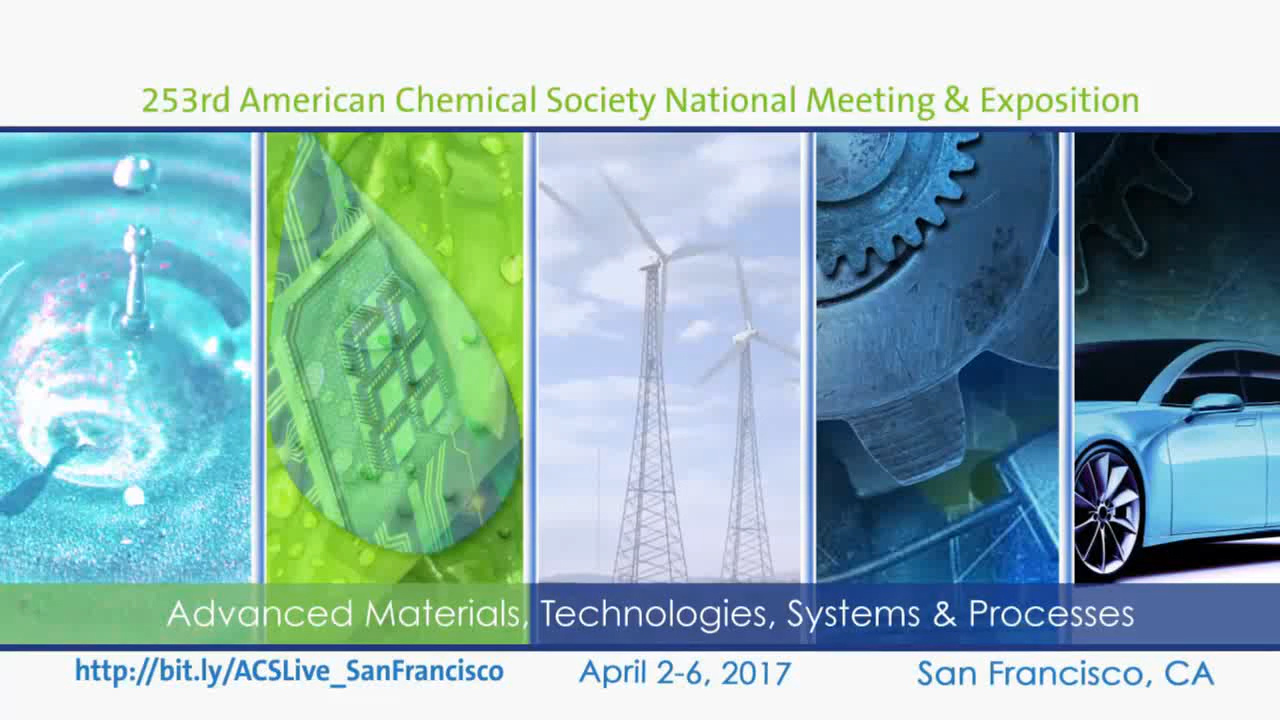 253rd American Chemical Society National Meeting & Exposition
Advanced Materials, Technologies, Systems & Processes
http://bit.ly/ACSLive_SanFrancisco April 2-6, 2017 San Francisco, CA